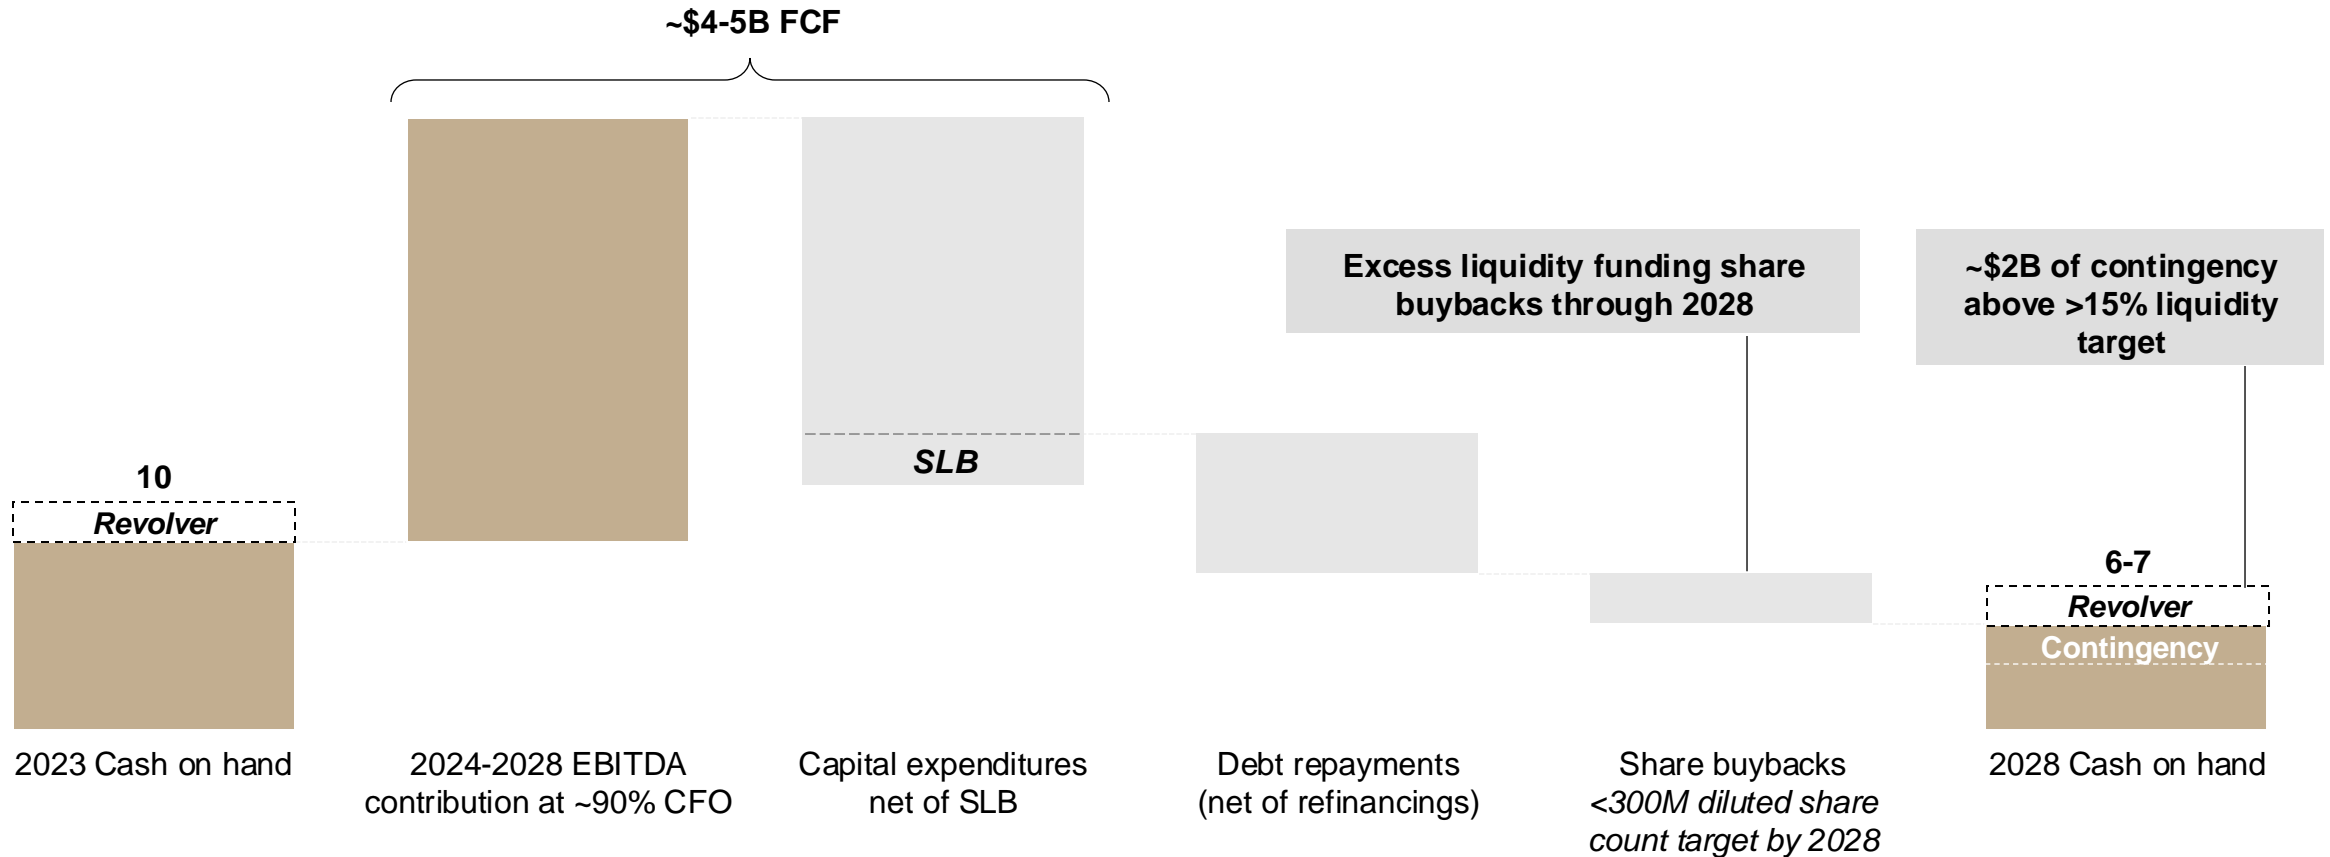 ~$4-5B FCF
Excess liquidity funding share
buybacks through 2028
~$2B of contingency
above >15% liquidity
target
10
Revolver
SLB
6-7
Revolver
Contingency
2023 Cash on hand
2024-2028 EBITDA
contribution at ~90% CFO
Capital expenditures
net of SLB
Debt repayments
(net of refinancings)
Share buybacks
<300M diluted share
count target by 2028
2028 Cash on hand